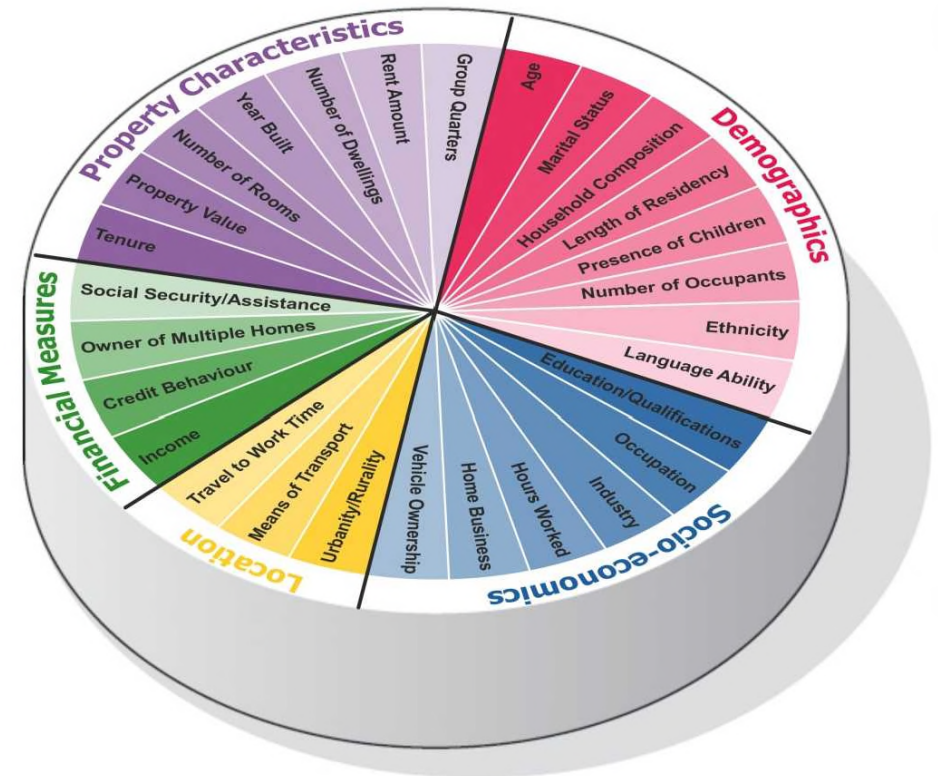 Property Characteristics
Tenure
Property Value
Number of Rooms
Year Built
Number of Dwellings
Rent Amount
Group Quarters
Demographics
Age
Marital Status
Household Composition
Length of Residency
Presence of Children
Number of Occupants
Ethnicity
Language Ability
Socio-economics
Education/Qualifications
Occupation
Industry
Hours Worked
Home Business
Vehicle Ownership
Location
Urbanity/Rurality
Means of Transport
Travel to Work Time
Financial Measures
Income
Credit Behaviour
Owner of Multiple Homes
Social Security/Assistance